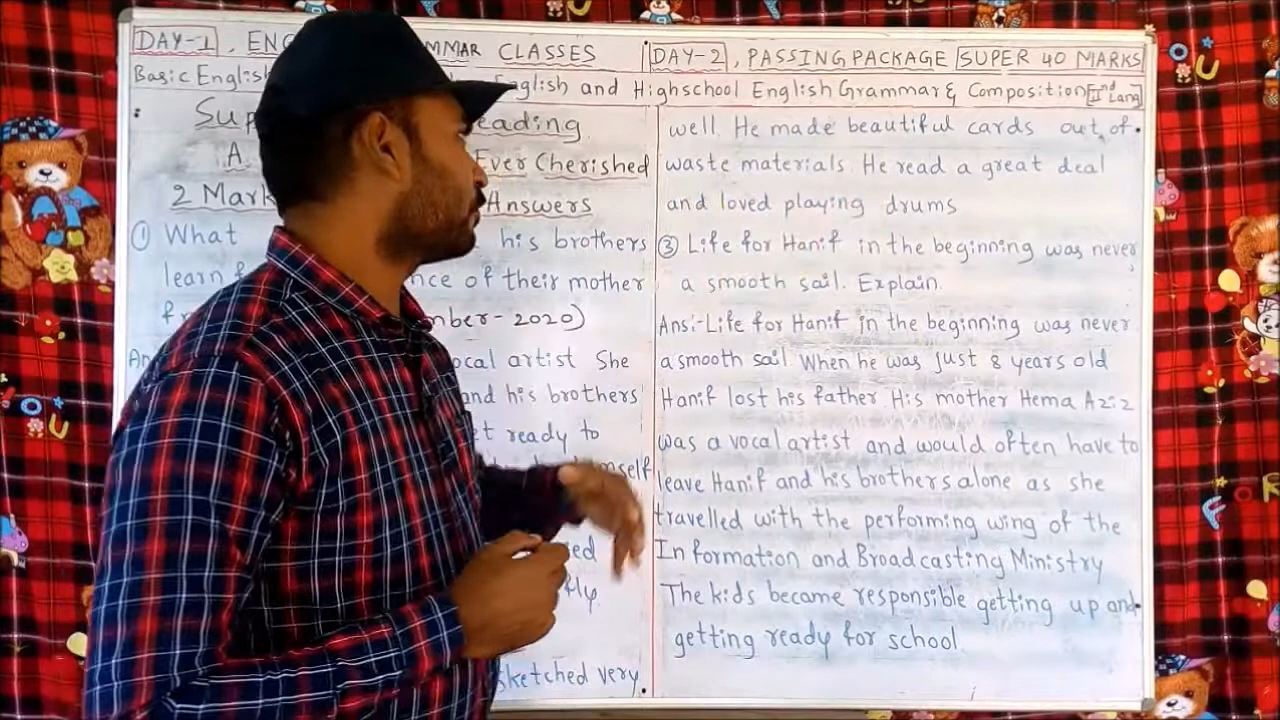 DAY-1, ENG MMAR CLASSES
Basic English English and Highschool English Grammar & Composition [IInd Lang]
Sup eading
A Ever Cherished
2 Mark Answers
① What his brothers
learn f nce of their mother
fr mber-2020)
An ocal artist She
and his brothers
et ready to
mself
ed
fly.
sketched very
DAY-2, PASSING PACKAGE SUPER 40 MARKS
well. He made beautiful cards out of
waste materials. He read a great deal
and loved playing drums
③ Life for Hanif in the beginning was never
a smooth sail. Explain.
Ans:-Life for Hanif in the beginning was never
a smooth sail. When he was just 8 years old
Hanif lost his father. His mother Hema Aziz
was a vocal artist and would often have to
leave Hanif and his brothers alone as she
travelled with the performing wing of the
Information and Broadcasting Ministry
The kids became responsible getting up and
getting ready for school.